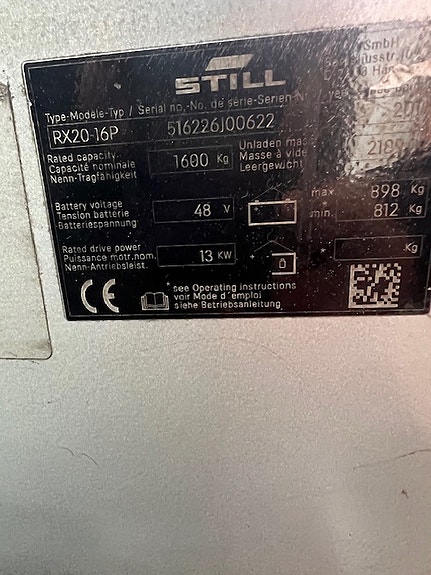 GmbH
STILL
Type-Modèle-Typ / Serial no.-No. de série-Serien-Nr
RX20-16P 516226J00622
Rated capacity
Capacité nominale
Nenn-Tragfähigkeit
1600 Kg
Unladen mas
Masse à vide
Leergewicht
Battery voltage
Tension batterie
Batteriespannung
48 V
max 898 Kg
min. 812 Kg
Rated drive power
Puissance motr.nom.
Nenn-Antriebsleist.
13 KW
Kg
CE
see Operating instructions
voir Mode d'emploi
siehe Betriebsanleitung